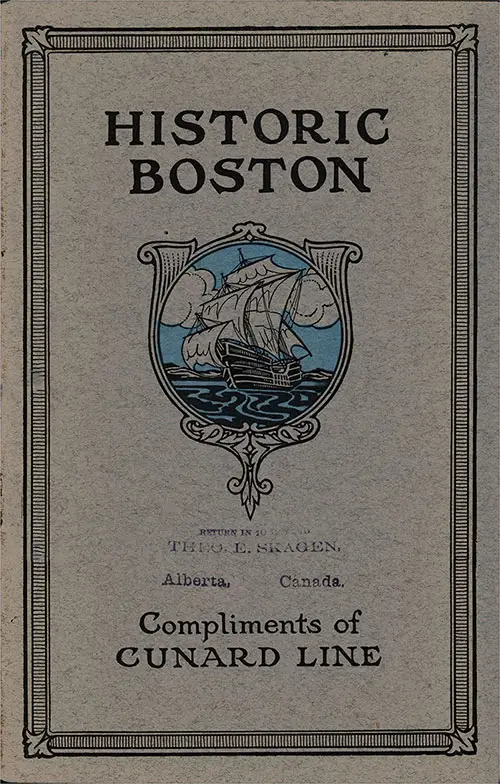 HISTORIC
BOSTON
RETURN IN 10
THEO. E. SKAGEN,
Alberta, Canada.
Compliments of
CUNARD LINE